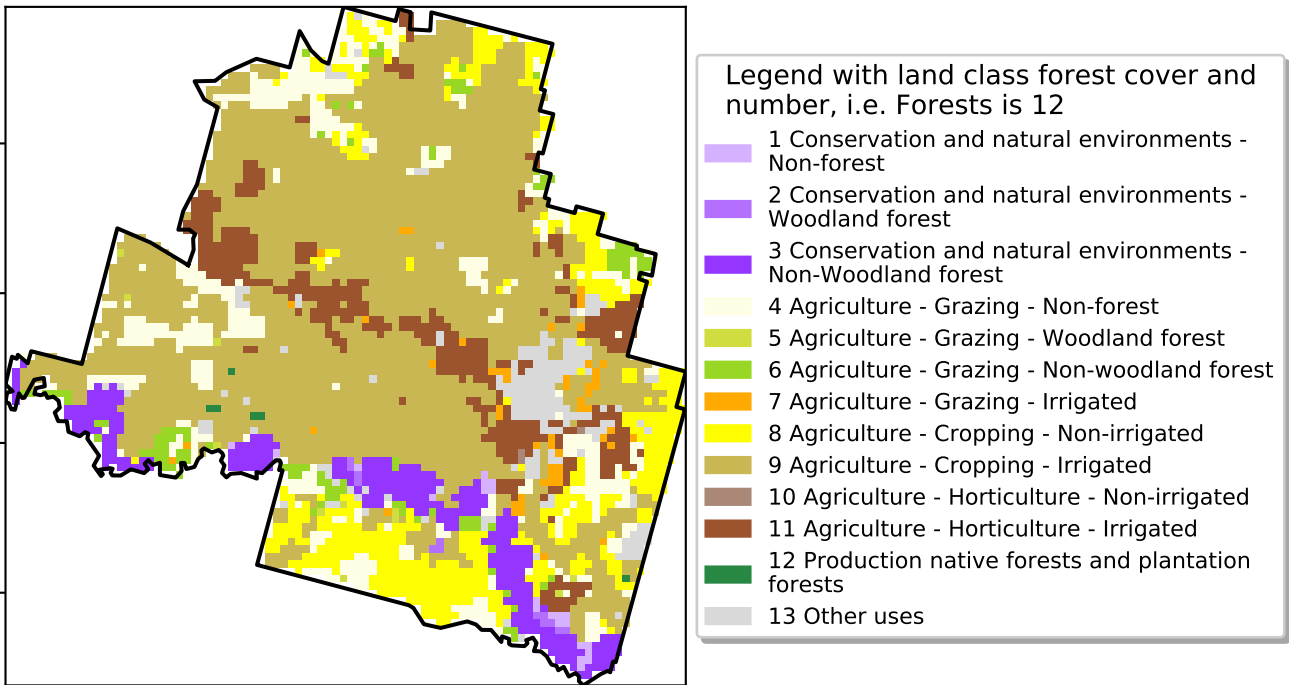 Legend with land class forest cover and
number, i.e. Forests is 12
1 Conservation and natural environments -
Non-forest
2 Conservation and natural environments -
Woodland forest
3 Conservation and natural environments -
Non-Woodland forest
4 Agriculture - Grazing - Non-forest
5 Agriculture - Grazing - Woodland forest
6 Agriculture - Grazing - Non-woodland forest
7 Agriculture - Grazing - Irrigated
8 Agriculture - Cropping - Non-irrigated
9 Agriculture - Cropping - Irrigated
10 Agriculture - Horticulture - Non-irrigated
11 Agriculture - Horticulture - Irrigated
12 Production native forests and plantation
forests
13 Other uses